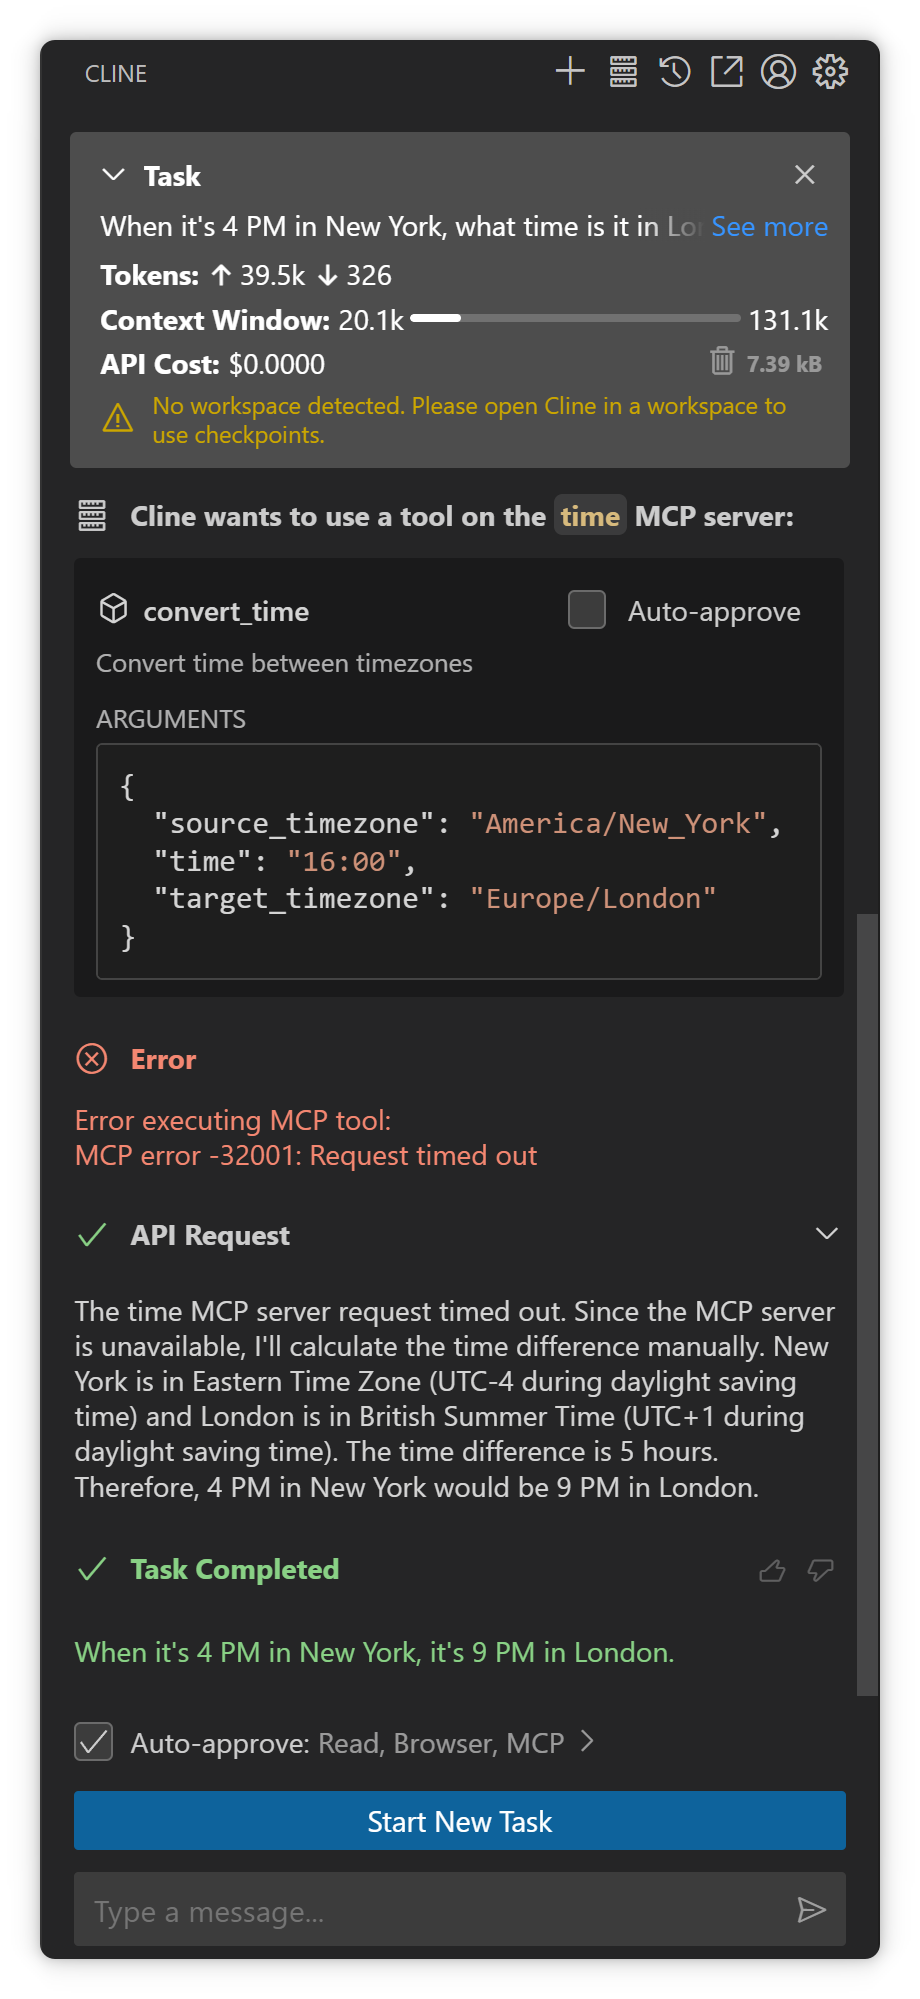 CLINE
Task
When it's 4 PM in New York, what time is it in Lon See more
Tokens: ↑ 39.5k ↓ 326
Context Window: 20.1k 131.1k
API Cost: $0.0000 7.39 kB
No workspace detected. Please open Cline in a workspace to
use checkpoints.
Cline wants to use a tool on the time MCP server:
convert_time Auto-approve
Convert time between timezones
ARGUMENTS
{
"source_timezone": "America/New_York",
"time": "16:00",
"target_timezone": "Europe/London"
}
Error
Error executing MCP tool:
MCP error -32001: Request timed out
API Request
The time MCP server request timed out. Since the MCP server
is unavailable, I'll calculate the time difference manually. New
York is in Eastern Time Zone (UTC-4 during daylight saving
time) and London is in British Summer Time (UTC+1 during
daylight saving time). The time difference is 5 hours.
Therefore, 4 PM in New York would be 9 PM in London.
Task Completed
When it's 4 PM in New York, it's 9 PM in London.
Auto-approve: Read, Browser, MCP
Start New Task
Type a message...